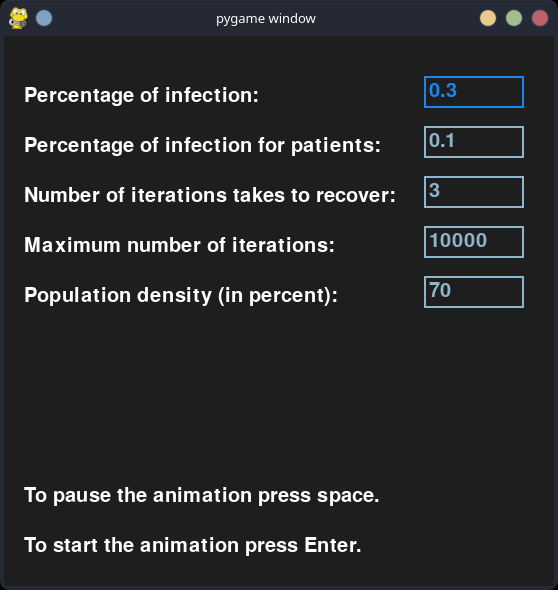 pygame window
Percentage of infection: 0.3
Percentage of infection for patients: 0.1
Number of iterations takes to recover: 3
Maximum number of iterations: 10000
Population density (in percent): 70
To pause the animation press space.
To start the animation press Enter.